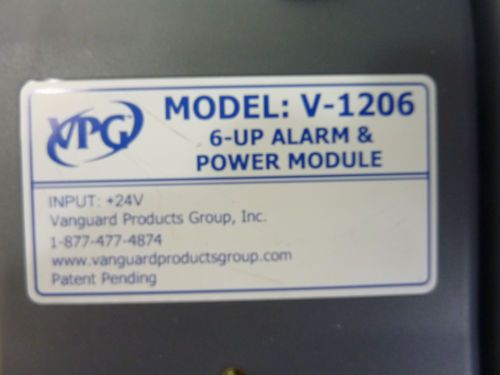 VPG
MODEL: V-1206
6-UP ALARM &
POWER MODULE
INPUT: +24V
Vanguard Products Group, Inc.
1-877-477-4874
www.vanguardproductsgroup.com
Patent Pending